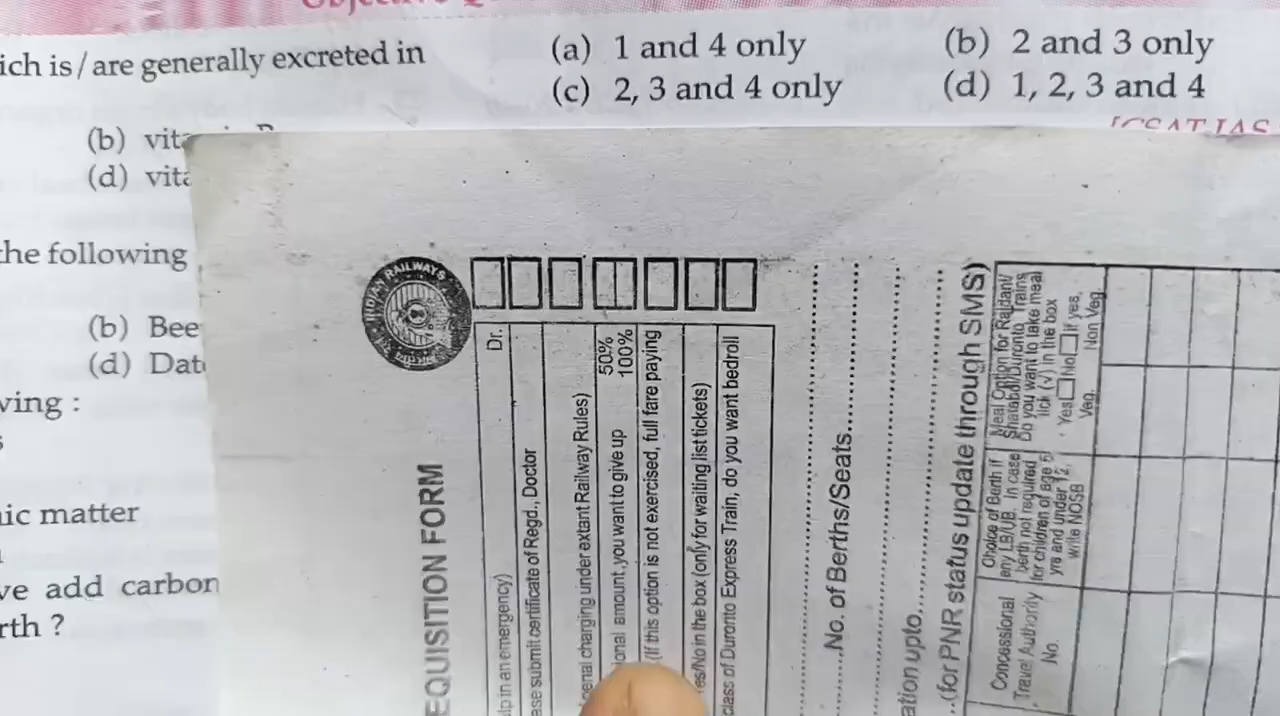 ich is / are generally excreted in
(a) 1 and 4 only
(b) 2 and 3 only
(c) 2, 3 and 4 only
(d) 1, 2, 3 and 4
(b)
(d)
he following
(b)
(d)
ving :
ic matter
ve add carbon
rth ?
INDIAN RAILWAYS
EQUISITION FORM
lp in an emergency)
Dr.
ase submit certificate of Regd., Doctor
charging under extant Railway Rules)
onal amount, you want to give up
50%
100%
(If this option is not exercised, full fare paying
es/No in the box (only for waiting list tickets)
class of Duronto Express Train, do you want bedroll
No. of Berths/Seats
ation upto
(for PNR status update through SMS)
Concessional
Travel Authority
No.
Choice of Berth if
any LB/UB. In case
berth not required
for children of age 5
yrs and under 12,
write NOSB
Meal Option for Rajdani/
Shatabdi/Duronto Trains
Do you want to take meal
tick (√) in the box
Yes No If yes,
Veg. Non Veg.